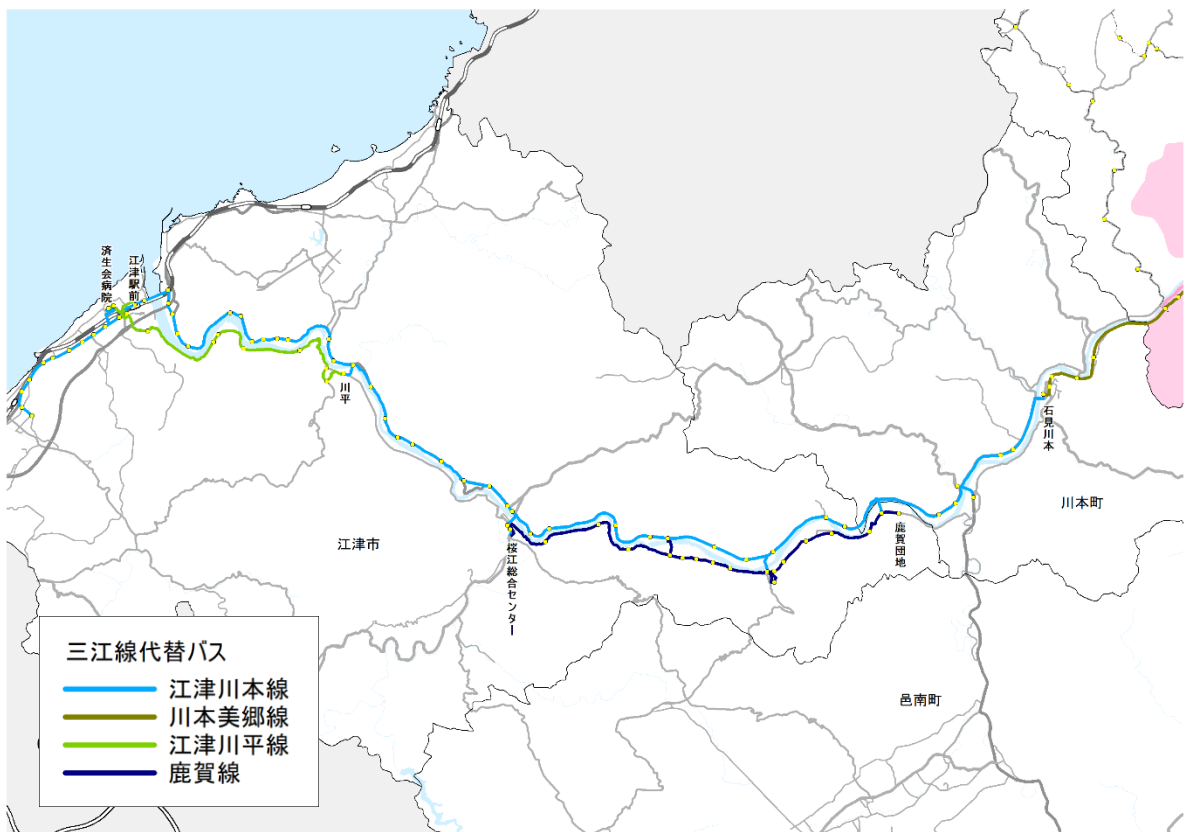 済生会病院
江津駅前
川平
石見川本
川本町
鹿賀団地
江津市
桜江総合センター
邑南町
三江線代替バス
江津川本線
川本美郷線
江津川平線
鹿賀線